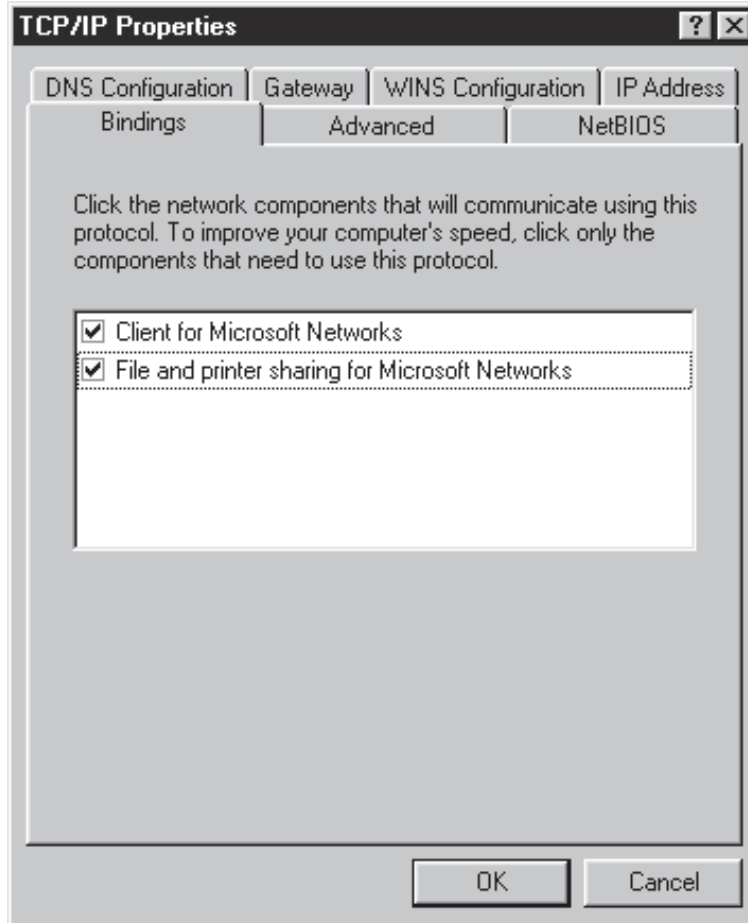 TCP/IP Properties
DNS Configuration Gateway WINS Configuration IP Address
Bindings Advanced NetBIOS
Click the network components that will communicate using this
protocol. To improve your computer's speed, click only the
components that need to use this protocol.
Client for Microsoft Networks
File and printer sharing for Microsoft Networks
OK Cancel